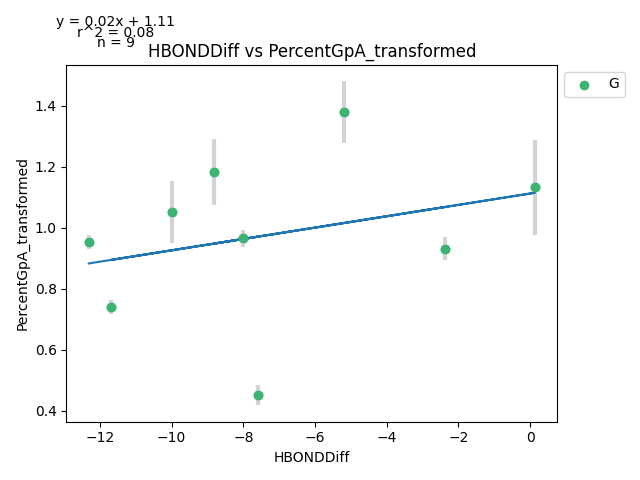 y = 0.02x + 1.11
r^2 = 0.08
n = 9
HBONDDiff vs PercentGpA_transformed
G
PercentGpA_transformed
1.4
1.2
1.0
0.8
0.6
0.4
−12
−10
−8
−6
−4
−2
0
HBONDDiff